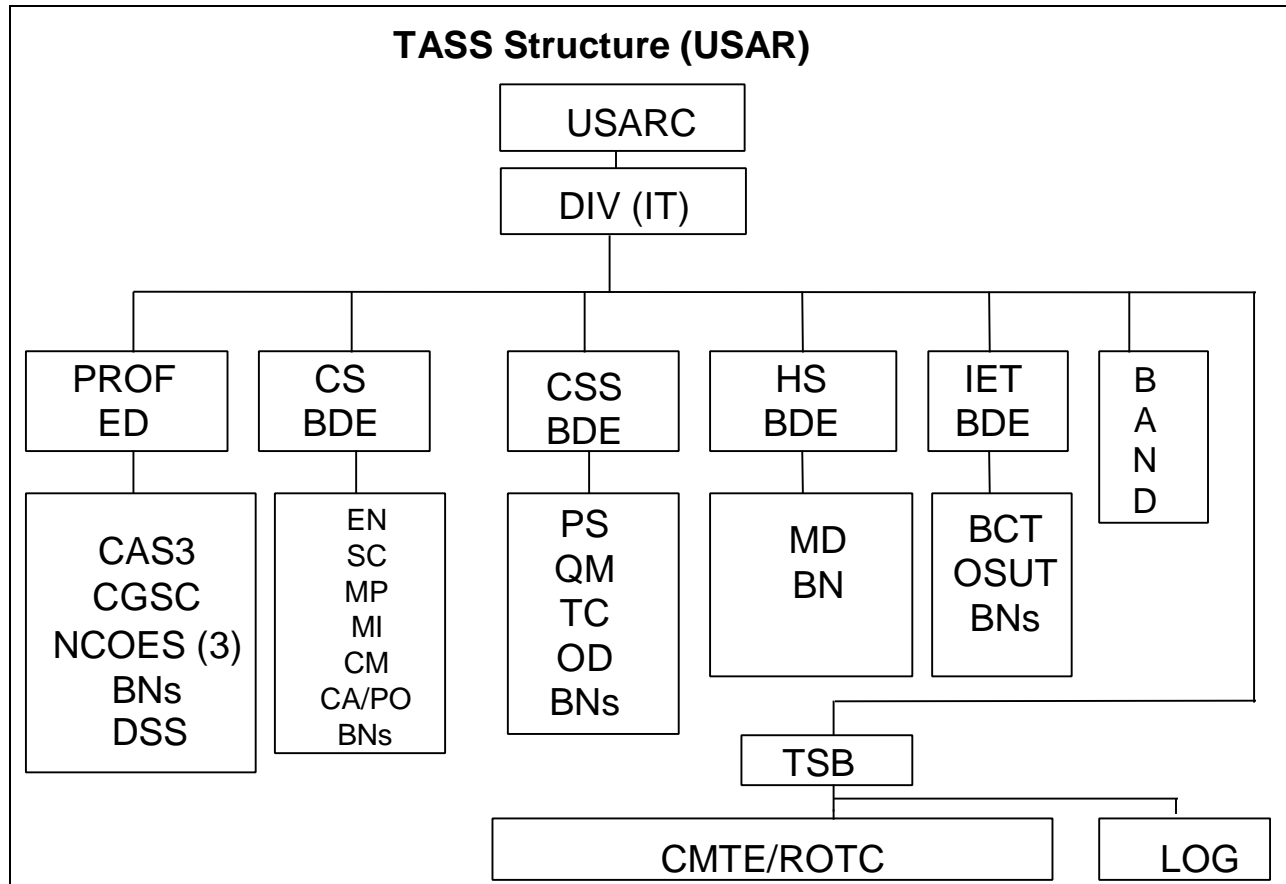 TASS Structure (USAR)
USARC
DIV (IT)
PROF
ED
CS
BDE
CSS
BDE
HS
BDE
IET
BDE
B
A
N
D
CAS3
CGSC
NCOES (3)
BNs
DSS
EN
SC
MP
MI
CM
CA/PO
BNs
PS
QM
TC
OD
BNs
MD
BN
BCT
OSUT
BNs
TSB
CMTE/ROTC
LOG